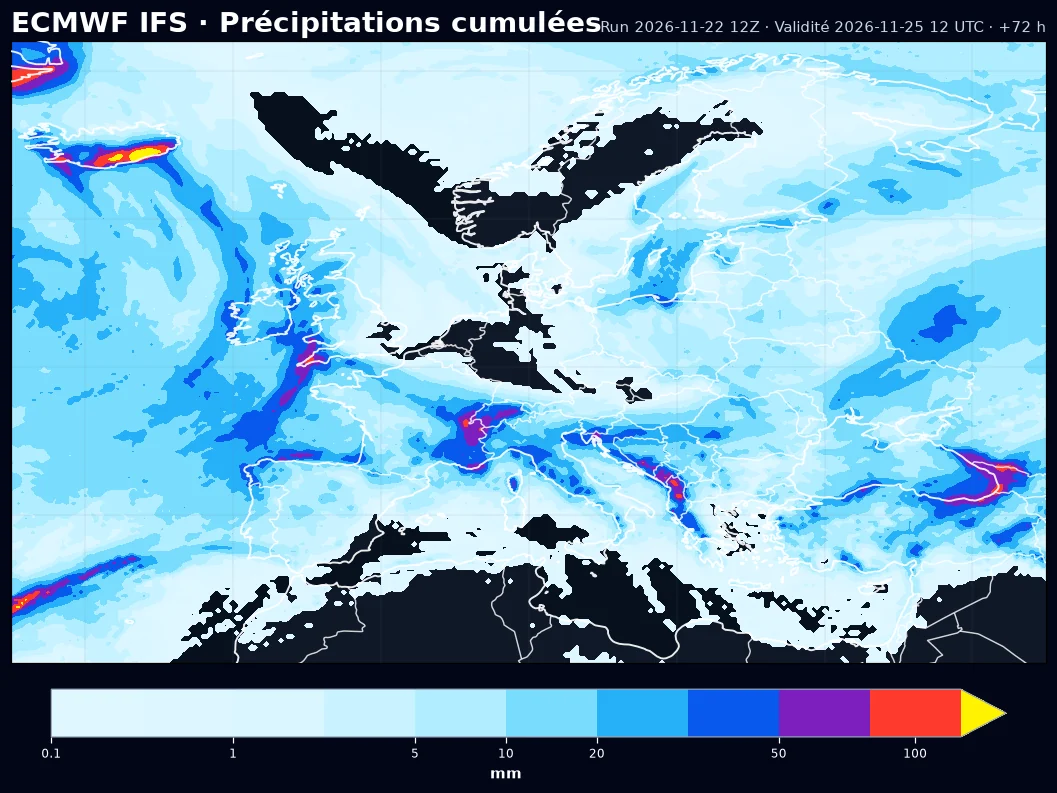 ECMWF IFS · Précipitations cumulées
Run 2026-11-22 12Z · Validité 2026-11-25 12 UTC · +72 h
0.1 1 5 10 20 50 100
mm